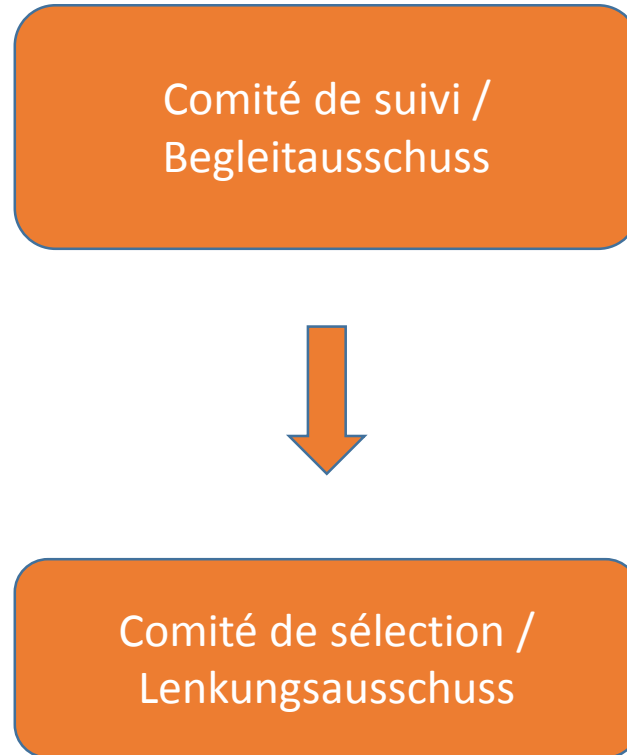 Comité de suivi /
Begleitausschuss
Comité de sélection /
Lenkungsausschuss